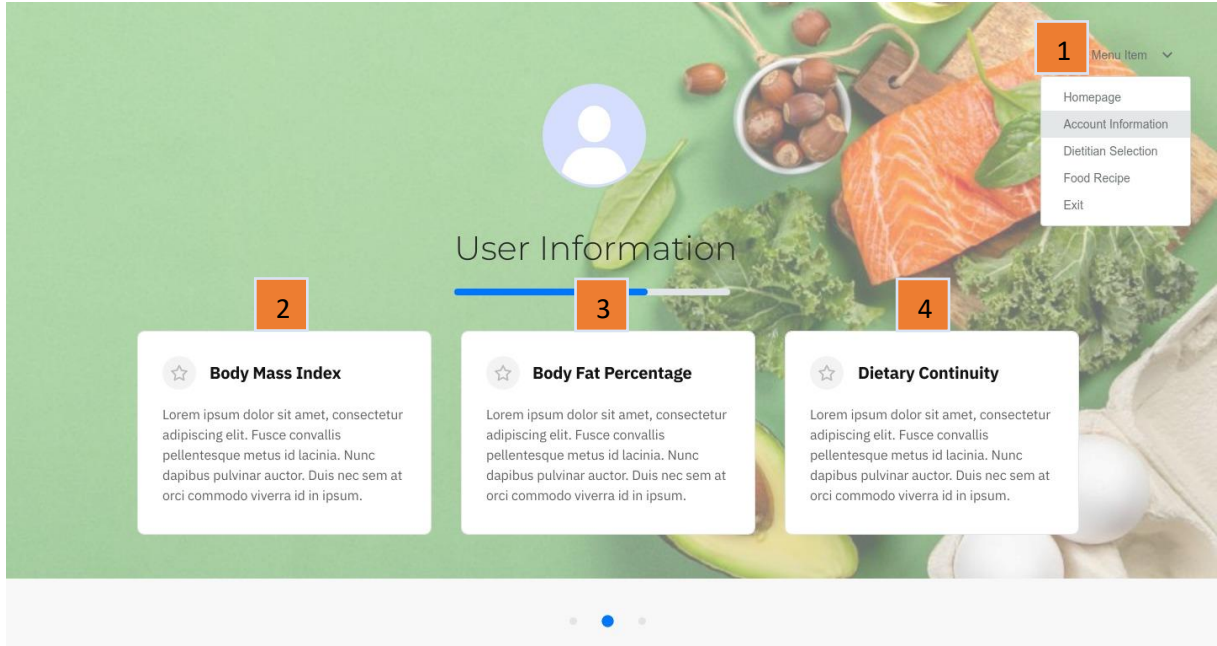 1 Menu Item
Homepage
Account Information
Dietitian Selection
Food Recipe
Exit
User Information
2
3
4
Body Mass Index
Lorem ipsum dolor sit amet, consectetur
adipiscing elit. Fusce convallis
pellentesque metus id lacinia. Nunc
dapibus pulvinar auctor. Duis nec sem at
orci commodo viverra id in ipsum.
Body Fat Percentage
Lorem ipsum dolor sit amet, consectetur
adipiscing elit. Fusce convallis
pellentesque metus id lacinia. Nunc
dapibus pulvinar auctor. Duis nec sem at
orci commodo viverra id in ipsum.
Dietary Continuity
Lorem ipsum dolor sit amet, consectetur
adipiscing elit. Fusce convallis
pellentesque metus id lacinia. Nunc
dapibus pulvinar auctor. Duis nec sem at
orci commodo viverra id in ipsum.